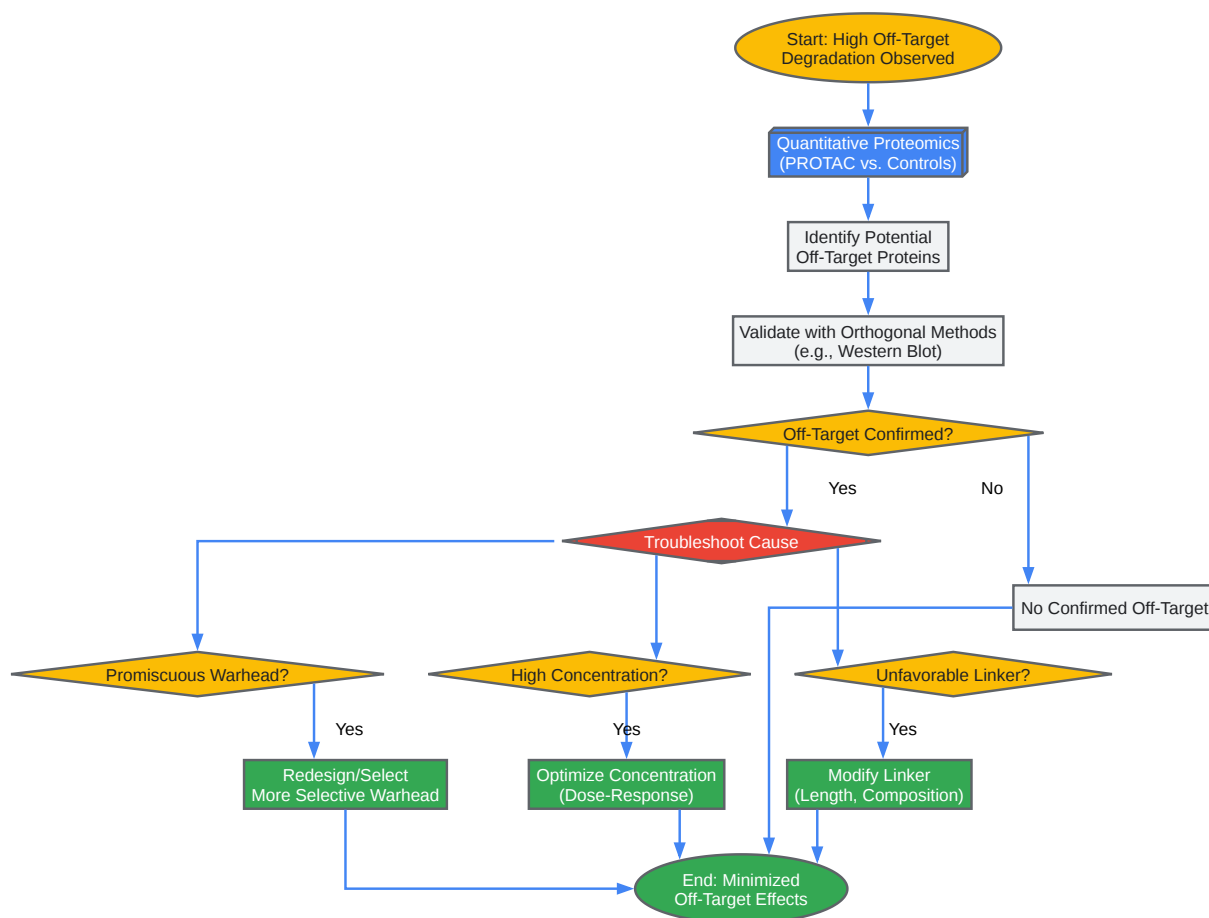 Start: High Off-Target
Degradation Observed
Quantitative Proteomics
(PROTAC vs. Controls)
Identify Potential
Off-Target Proteins
Validate with Orthogonal Methods
(e.g., Western Blot)
Off-Target Confirmed?
Yes
No
Troubleshoot Cause
No Confirmed Off-Target
Promiscuous Warhead?
High Concentration?
Unfavorable Linker?
Yes
Yes
Yes
Redesign/Select
More Selective Warhead
Optimize Concentration
(Dose-Response)
Modify Linker
(Length, Composition)
End: Minimized
Off-Target Effects